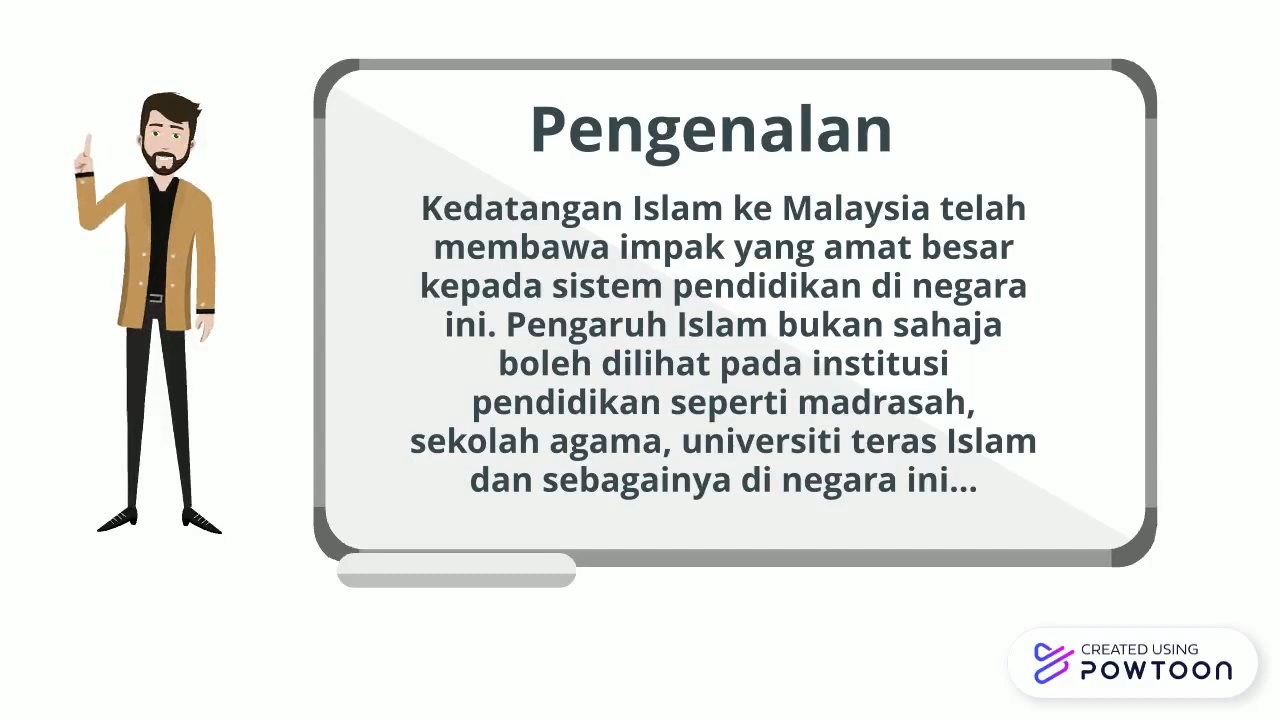 Pengenalan
Kedatangan Islam ke Malaysia telah
membawa impak yang amat besar
kepada sistem pendidikan di negara
ini. Pengaruh Islam bukan sahaja
boleh dilihat pada institusi
pendidikan seperti madrasah,
sekolah agama, universiti teras Islam
dan sebagainya di negara ini...
CREATED USING
POWTOON